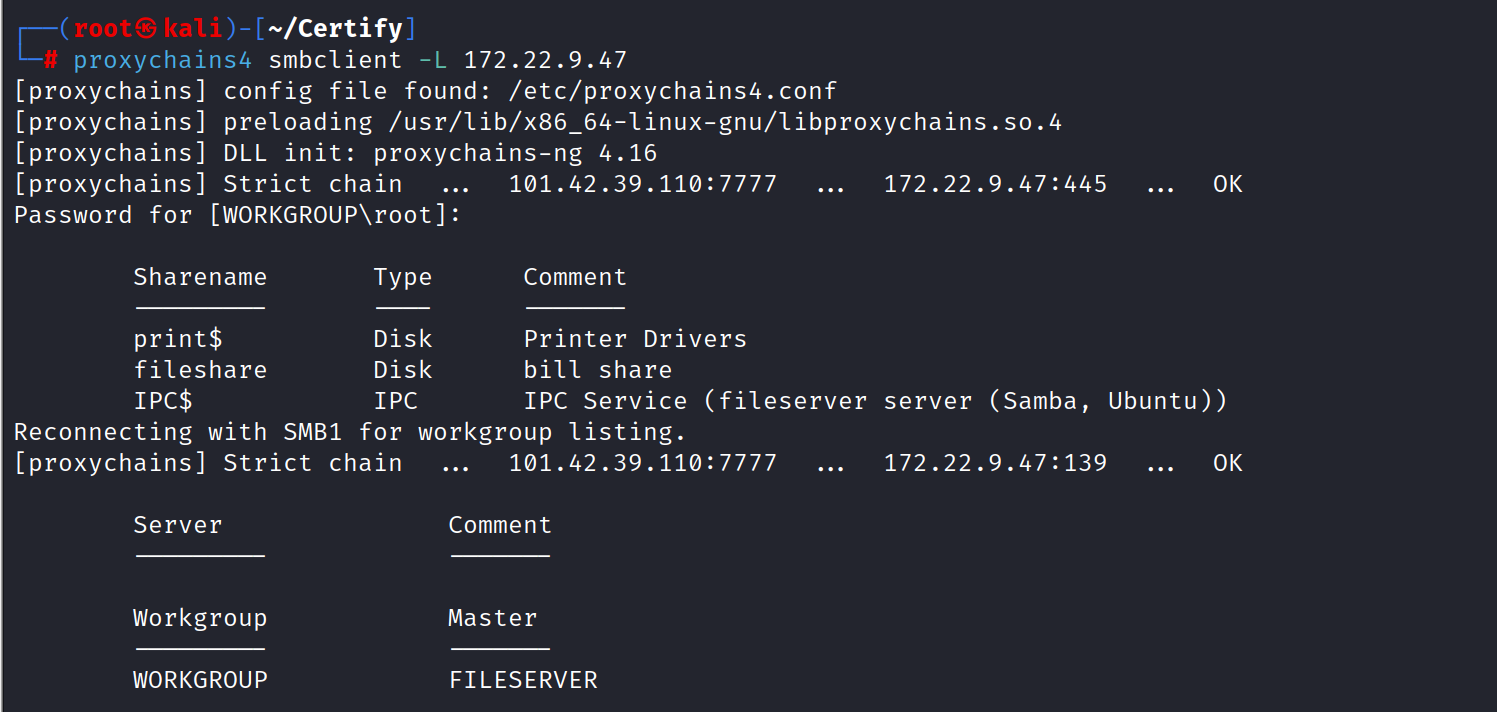 ┌──(root㉿kali)-[~/Certify]
└─# proxychains4 smbclient -L 172.22.9.47
[proxychains] config file found: /etc/proxychains4.conf
[proxychains] preloading /usr/lib/x86_64-linux-gnu/libproxychains.so.4
[proxychains] DLL init: proxychains-ng 4.16
[proxychains] Strict chain  ...  101.42.39.110:7777  ...  172.22.9.47:445  ...  OK
Password for [WORKGROUP\root]:
Sharename       Type      Comment
---------       ----      -------
print$          Disk      Printer Drivers
fileshare       Disk      bill share
IPC$            IPC       IPC Service (fileserver server (Samba, Ubuntu))
Reconnecting with SMB1 for workgroup listing.
[proxychains] Strict chain  ...  101.42.39.110:7777  ...  172.22.9.47:139  ...  OK
Server               Comment
---------            -------
Workgroup            Master
---------            -------
WORKGROUP            FILESERVER